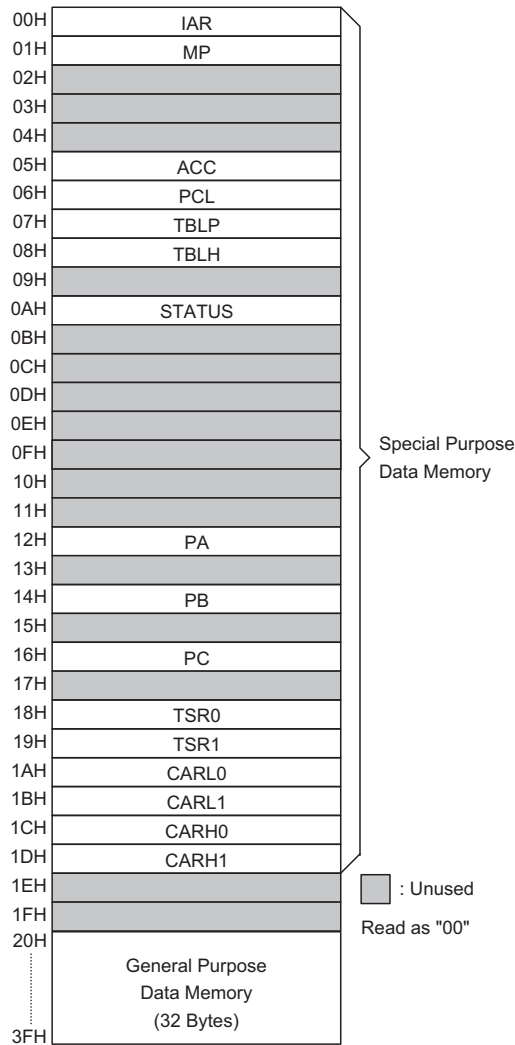 00H IAR
01H MP
02H
03H
04H
05H ACC
06H PCL
07H TBLP
08H TBLH
09H
0AH STATUS
0BH
0CH
0DH
0EH
0FH
10H
11H
12H PA
13H
14H PB
15H
16H PC
17H
18H TSR0
19H TSR1
1AH CARL0
1BH CARL1
1CH CARH0
1DH CARH1
1EH
1FH
20H
General Purpose
Data Memory
(32 Bytes)
3FH
Special Purpose
Data Memory
: Unused
Read as "00"